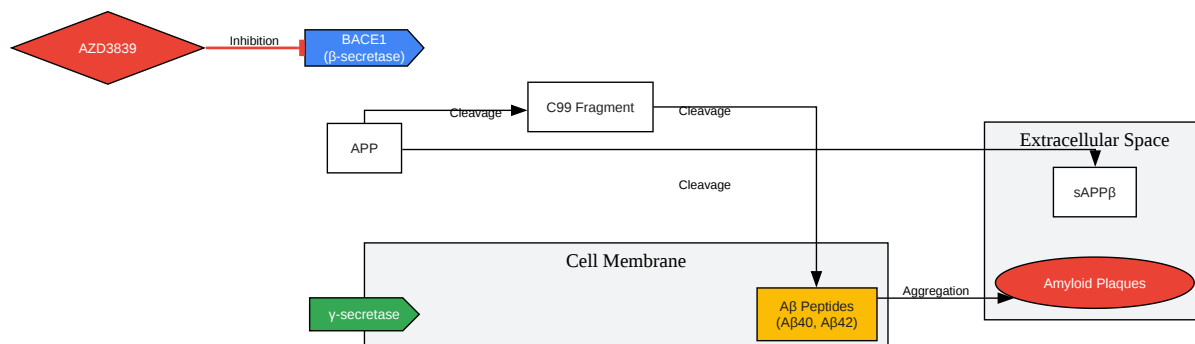 AZD3839
Inhibition
BACE1
(β-secretase)
C99 Fragment
Cleavage
Cleavage
APP
Extracellular Space
Cleavage
sAPPβ
Cell Membrane
Amyloid Plaques
Aggregation
Aβ Peptides
(Aβ40, Aβ42)
γ-secretase